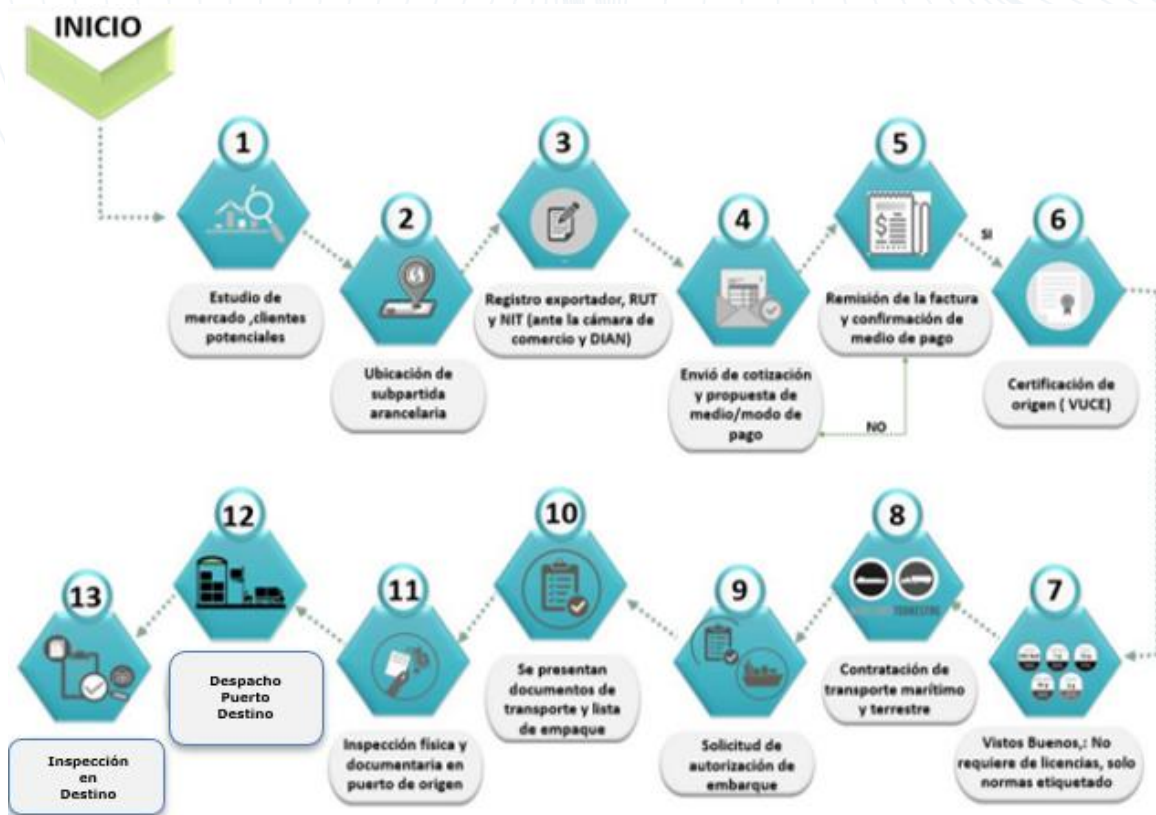 INICIO
1
Estudio de
mercado ,clientes
potenciales
2
Ubicación de
subpartida
arancelaria
3
Registro exportador, RUT
y NIT (ante la cámara de
comercio y DIAN)
4
Envió de cotización
y propuesta de
medio/modo de
pago
5
Remisión de la factura
y confirmación de
medio de pago
SI
NO
6
Certificación de
origen ( VUCE)
7
Vistos Buenos,: No
requiere de licencias, solo
normas etiquetado
8
TERRESTRE
Contratación de
transporte marítimo
y terrestre
9
Solicitud de
autorización de
embarque
10
Se presentan
documentos de
transporte y lista
de empaque
11
Inspección física y
documentaria en
puerto de origen
12
Despacho
Puerto
Destino
13
Inspección
en
Destino